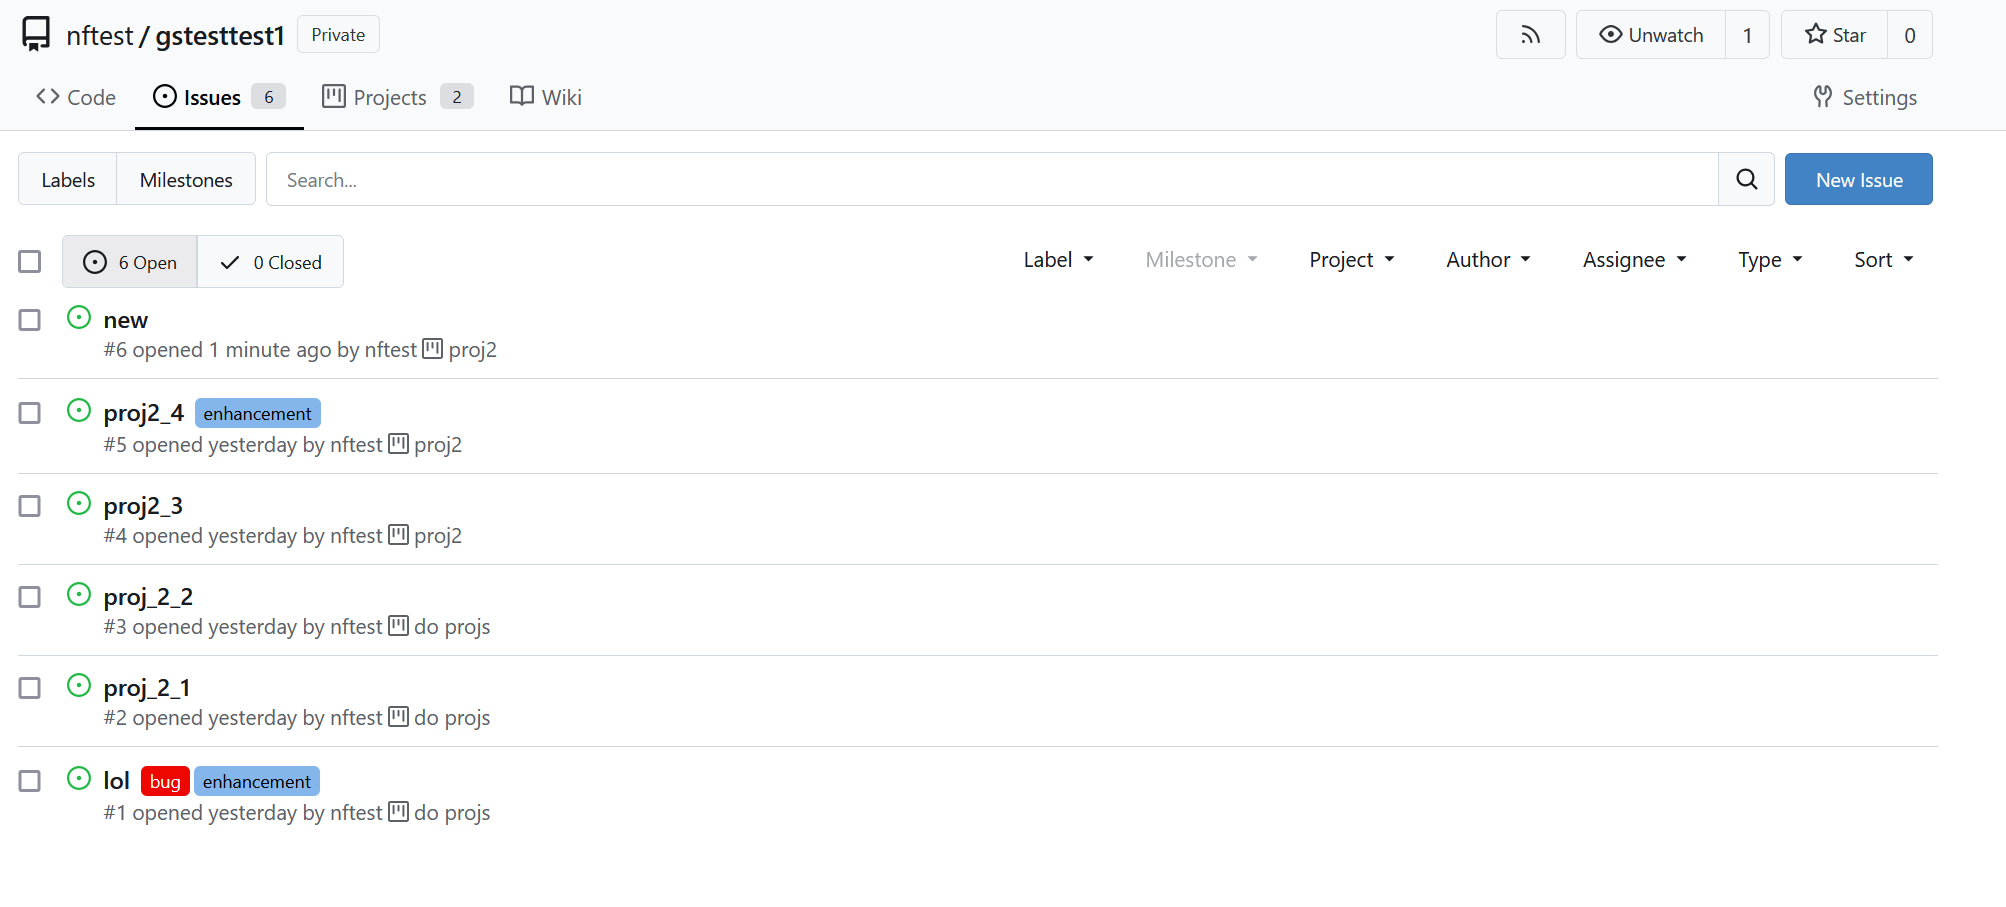 nftest / gstesttest1 Private Unwatch 1 Star 0
Code Issues 6 Projects 2 Wiki Settings
Labels Milestones Search... New Issue
6 Open 0 Closed Label Milestone Project Author Assignee Type Sort
new
#6 opened 1 minute ago by nftest proj2
proj2_4 enhancement
#5 opened yesterday by nftest proj2
proj2_3
#4 opened yesterday by nftest proj2
proj_2_2
#3 opened yesterday by nftest do projs
proj_2_1
#2 opened yesterday by nftest do projs
lol bug enhancement
#1 opened yesterday by nftest do projs